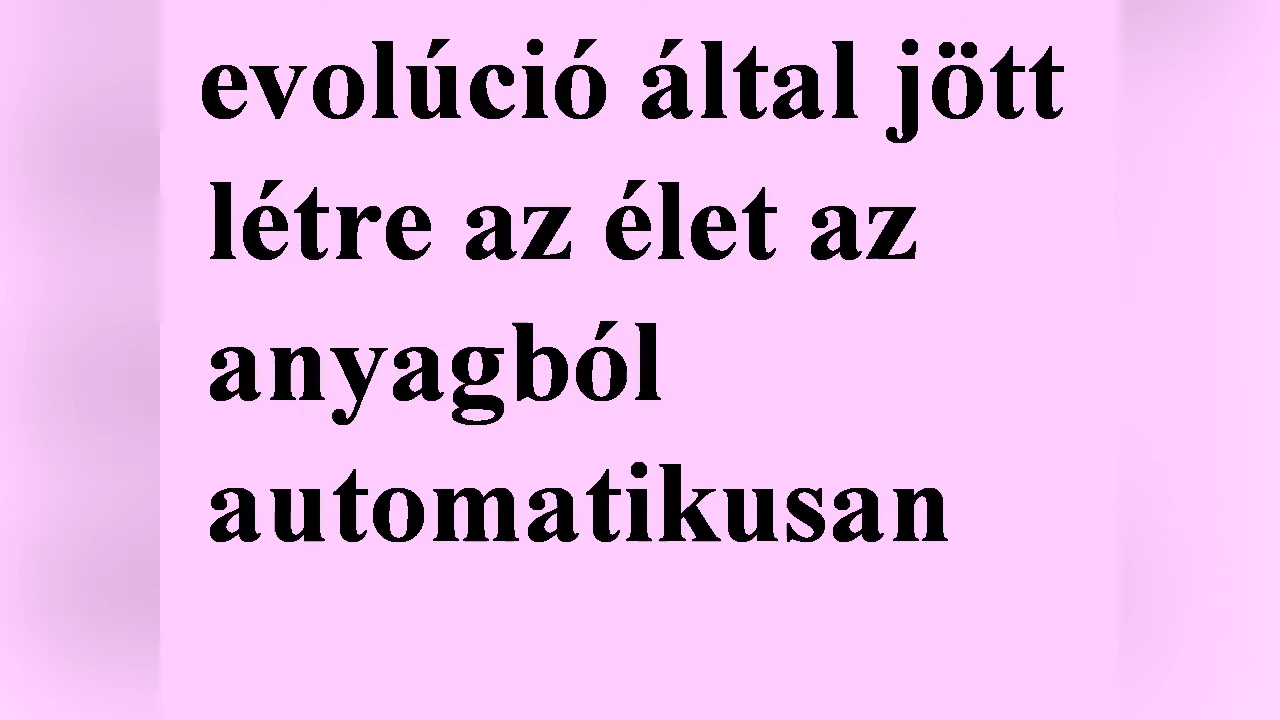 evolúció által jött
létre az élet az
anyagból
automatikusan